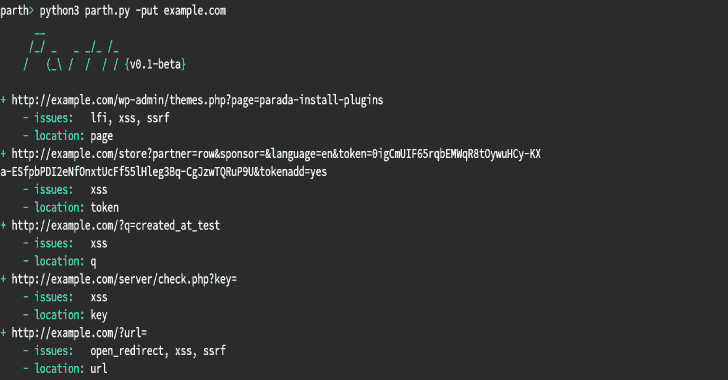 parth> python3 parth.py -put example.com
{v0.1-beta}
+ http://example.com/wp-admin/themes.php?page=parada-install-plugins
- issues: lfi, xss, ssrf
- location: page
+ http://example.com/store?partner=row&sponsor=&language=en&token=0igCmUIF65rqbEMWqR8tOywuHCy-KX
a-ESfpbPDI2eNfOnxtUcFf55lHleg3Bq-CgJzwTQRuP9U&tokenadd=yes
- issues: xss
- location: token
+ http://example.com/?q=created_at_test
- issues: xss
- location: q
+ http://example.com/server/check.php?key=
- issues: xss
- location: key
+ http://example.com/?url=
- issues: open_redirect, xss, ssrf
- location: url